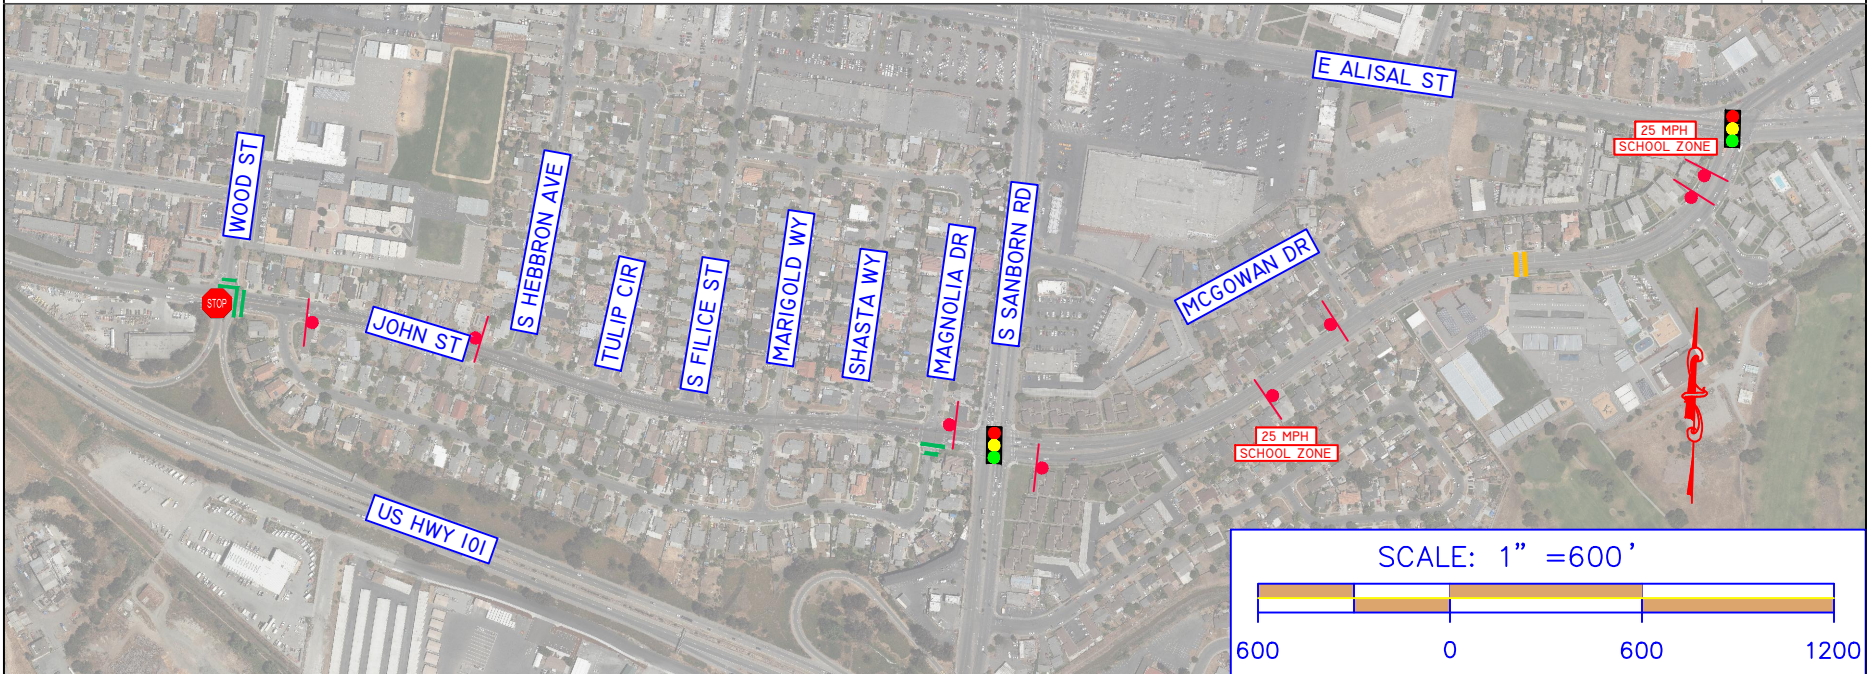 E ALISAL ST
25 MPH
SCHOOL ZONE
WOOD ST
S HEBBRON AVE
TULIP CIR
S FILICE ST
MARIGOLD WY
SHASTA WY
MAGNOLIA DR
S SANBORN RD
MCGOWAN DR
STOP
JOHN ST
25 MPH
SCHOOL ZONE
US HWY 101
SCALE: 1” =600’
600 0 600 1200